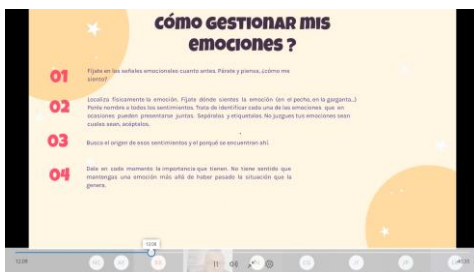 CÓMO GESTIONAR MIS
EMOCIONES ?
01
Fíjate en las señales emocionales cuanto antes. Párate y piensa, ¿cómo me
siento?
02
Localiza físicamente la emoción. Fíjate dónde sientes la emoción (en el pecho, en la garganta...)
Ponle nombre a todos los sentimientos. Trata de identificar cada una de las emociones que en
ocasiones pueden presentarse juntas. Sepáralas y etiquétalas. No juzgues tus emociones sean
cuales sean, acéptalas.
03
Busca el origen de esos sentimientos y el porqué se encuentran ahí.
04
Dale en cada momento la importancia que tienen. No tiene sentido que
mantengas una emoción más allá de haber pasado la situación que la
genera.
12:08
12:08